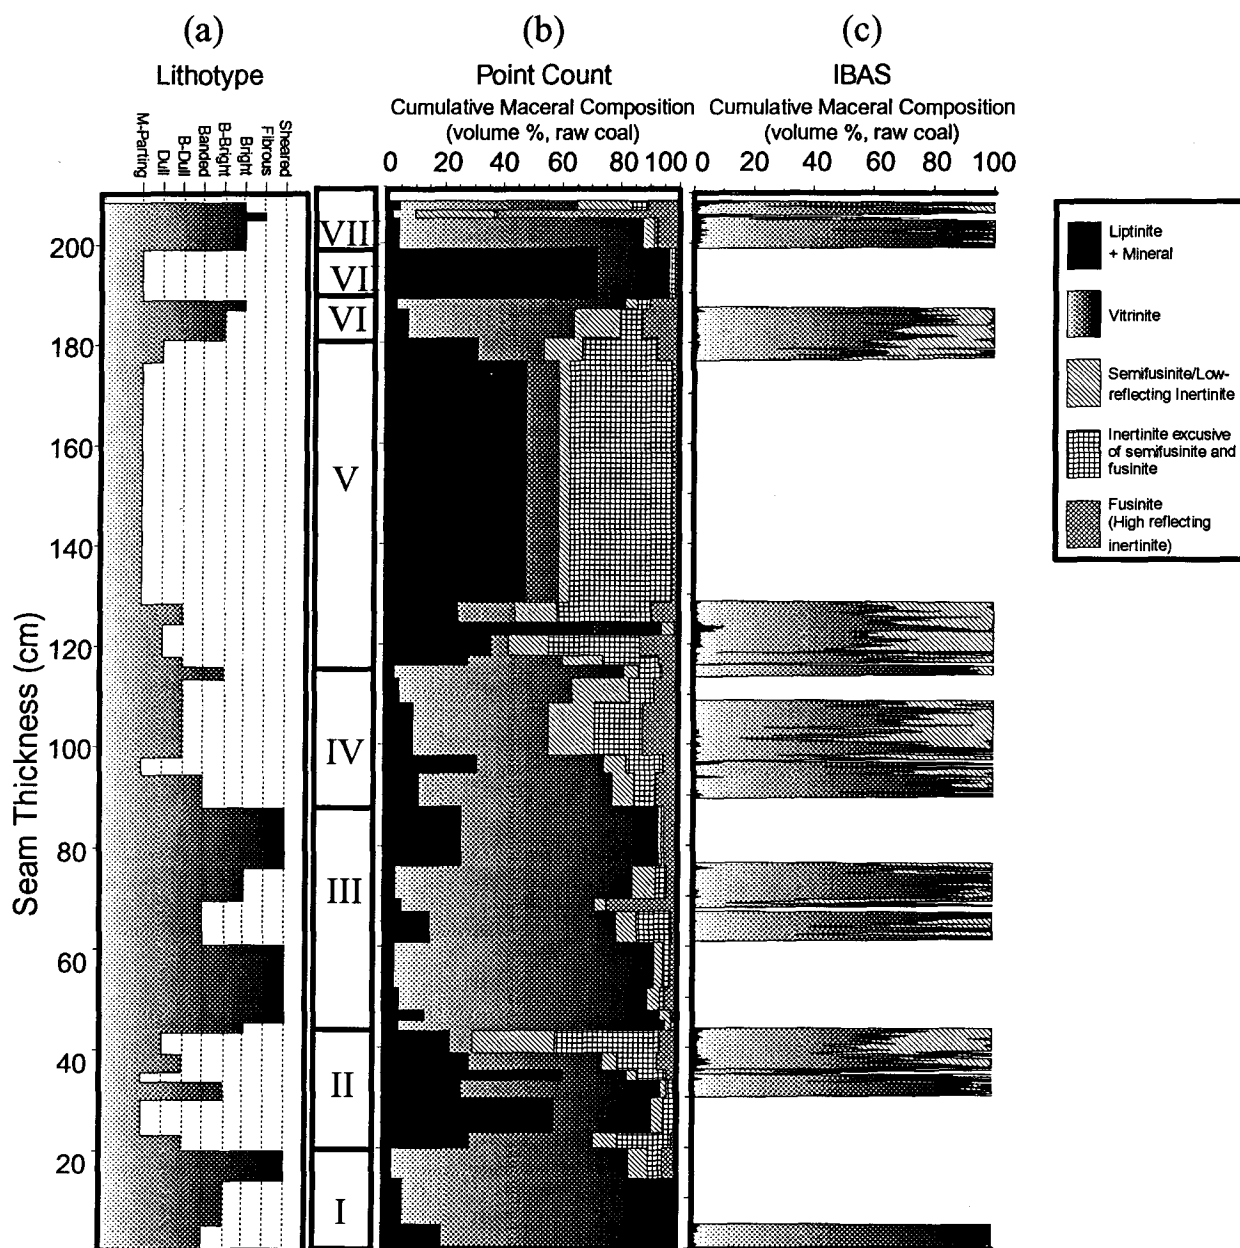 (a) (b) (c)
Lithotype Point Count IBAS
Cumulative Maceral Composition Cumulative Maceral Composition
(volume %, raw coal) (volume %, raw coal)
M-Parting
Dull
B-Dull
Banded
B-Bright
Bright
Fibrous
Sheared
0 20 40 60 80 100 0 20 40 60 80 100
Seam Thickness (cm)
200
180
160
140
120
100
80
60
40
20
VII
VII
VI
V
IV
III
II
I
Liptinite
+ Mineral
Vitrinite
Semifusinite/Low-
reflecting Inertinite
Inertinite excusive
of semifusinite and
fusinite
Fusinite
(High reflecting
inertinite)